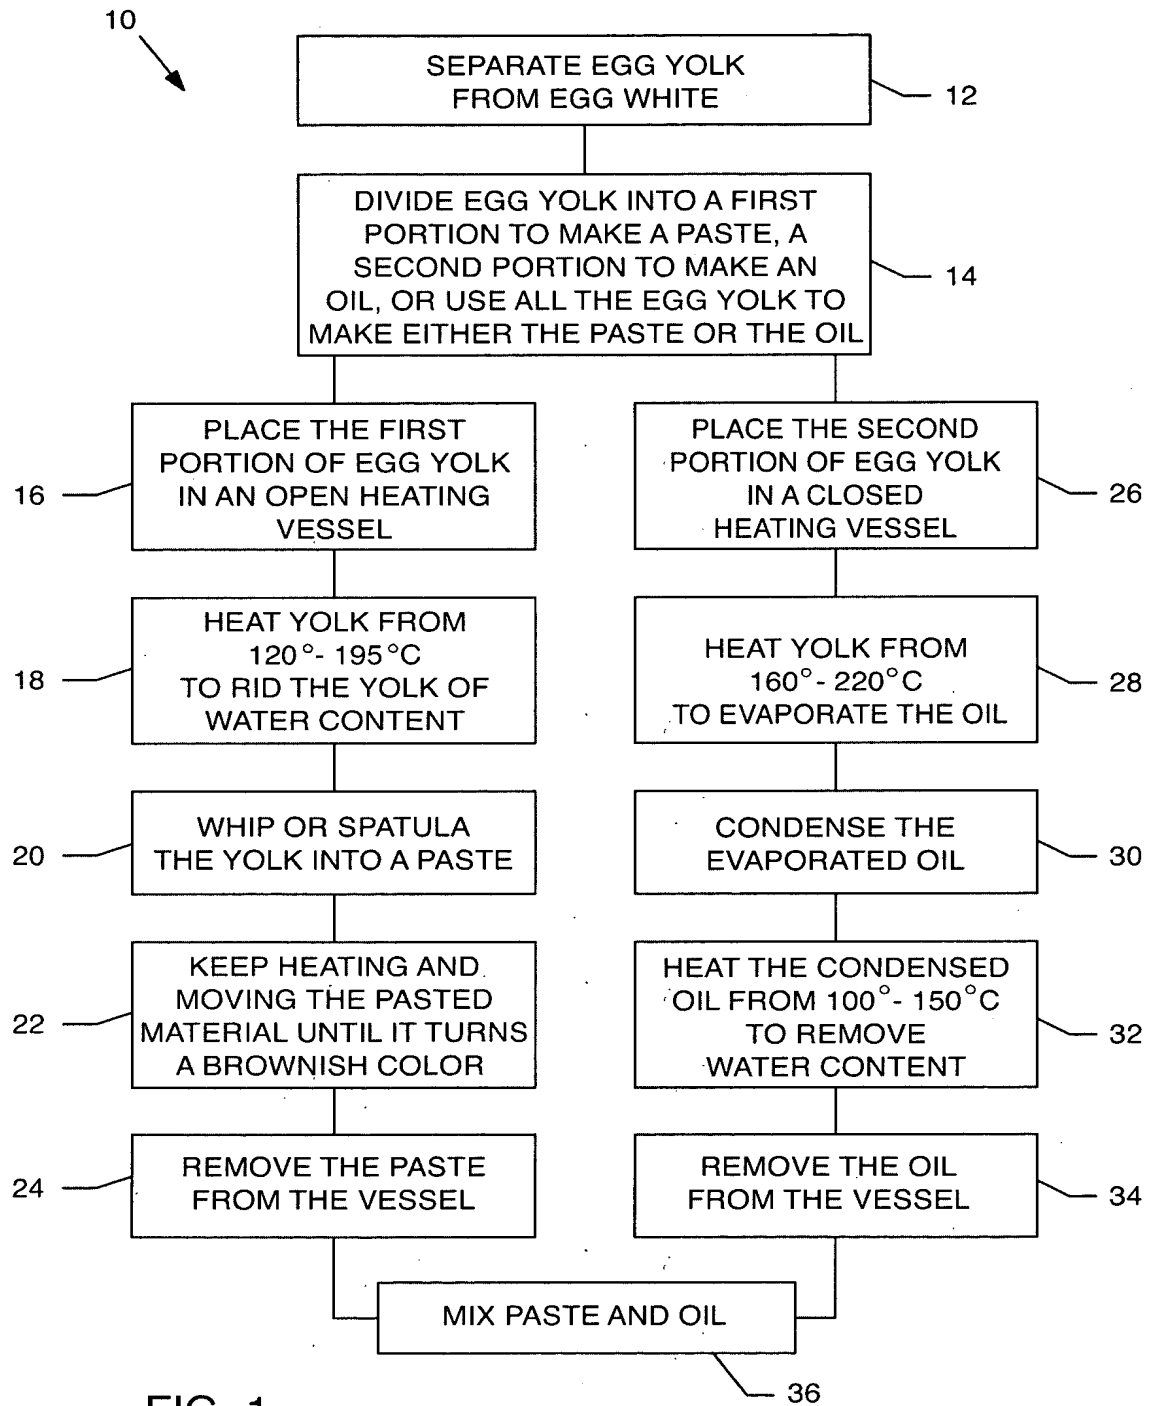 10
SEPARATE EGG YOLK
FROM EGG WHITE
12
DIVIDE EGG YOLK INTO A FIRST
PORTION TO MAKE A PASTE, A
SECOND PORTION TO MAKE AN
OIL, OR USE ALL THE EGG YOLK TO
MAKE EITHER THE PASTE OR THE OIL
14
PLACE THE FIRST
PORTION OF EGG YOLK
IN AN OPEN HEATING
VESSEL
16
HEAT YOLK FROM
120°- 195°C
TO RID THE YOLK OF
WATER CONTENT
18
WHIP OR SPATULA
THE YOLK INTO A PASTE
20
KEEP HEATING AND
MOVING THE PASTED
MATERIAL UNTIL IT TURNS
A BROWNISH COLOR
22
REMOVE THE PASTE
FROM THE VESSEL
24
PLACE THE SECOND
PORTION OF EGG YOLK
IN A CLOSED
HEATING VESSEL
26
HEAT YOLK FROM
160°- 220°C
TO EVAPORATE THE OIL
28
CONDENSE THE
EVAPORATED OIL
30
HEAT THE CONDENSED
OIL FROM 100°- 150°C
TO REMOVE
WATER CONTENT
32
REMOVE THE OIL
FROM THE VESSEL
34
MIX PASTE AND OIL
36
FIG. 1